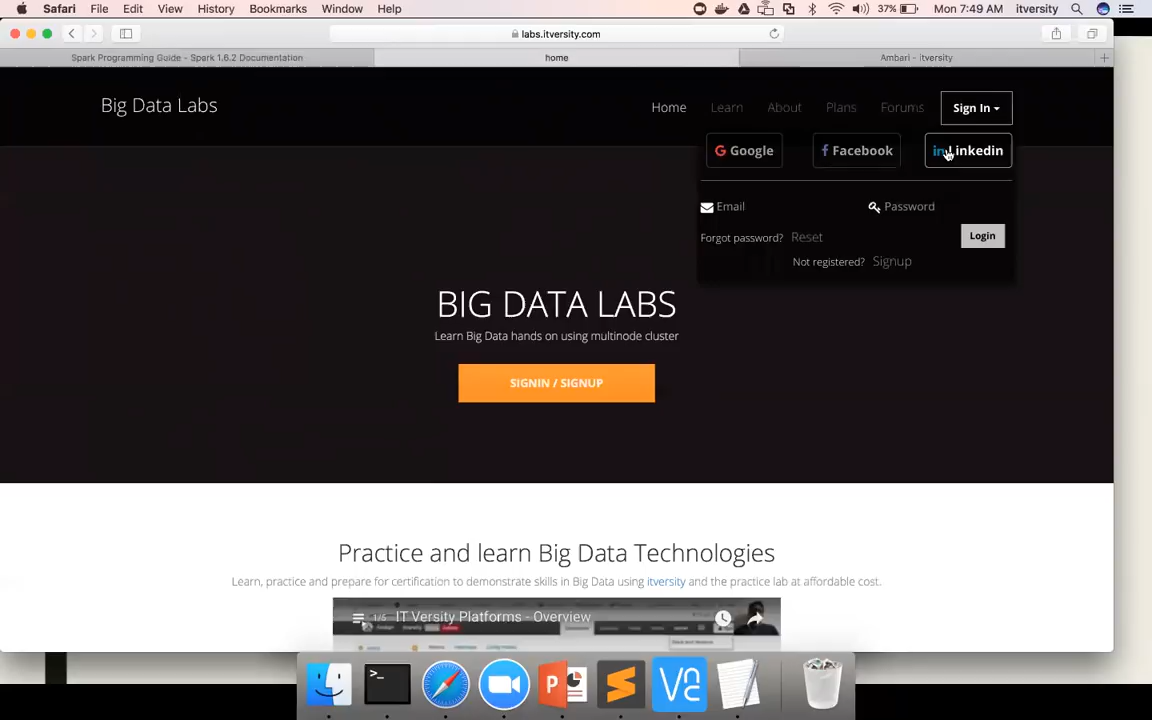 Safari File Edit View History Bookmarks Window Help 37% Mon 7:49 AM itversity
labs.itversity.com
Spark Programming Guide - Spark 1.6.2 Documentation home Ambari - itversity
Big Data Labs Home Learn About Plans Forums Sign In
Google Facebook Linkedin
Email Password
Forgot password? Reset Login
Not registered? Signup
BIG DATA LABS
Learn Big Data hands on using multinode cluster
SIGNIN / SIGNUP
Practice and learn Big Data Technologies
Learn, practice and prepare for certification to demonstrate skills in Big Data using itversity and the practice lab at affordable cost.
1/6 IT Versity Platforms - Overview